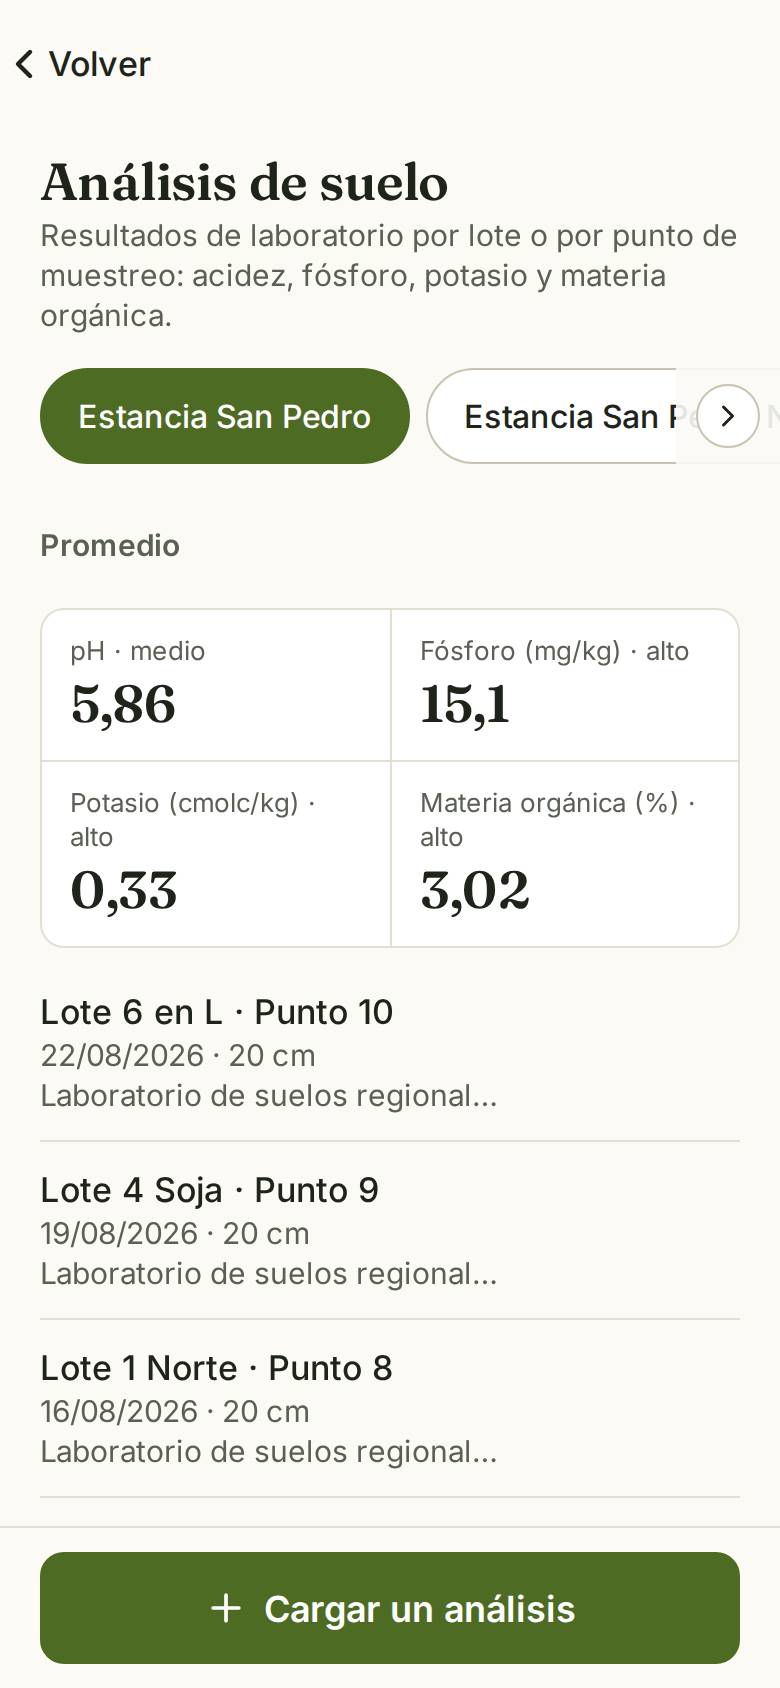 Volver
Análisis de suelo
Resultados de laboratorio por lote o por punto de
muestreo: acidez, fósforo, potasio y materia
orgánica.
Estancia San Pedro
Estancia San Pe
N
Promedio
pH · medio
5,86
Fósforo (mg/kg) · alto
15,1
Potasio (cmolc/kg) ·
alto
0,33
Materia orgánica (%) ·
alto
3,02
Lote 6 en L · Punto 10
22/08/2026 · 20 cm
Laboratorio de suelos regional...
Lote 4 Soja · Punto 9
19/08/2026 · 20 cm
Laboratorio de suelos regional...
Lote 1 Norte · Punto 8
16/08/2026 · 20 cm
Laboratorio de suelos regional...
Cargar un análisis